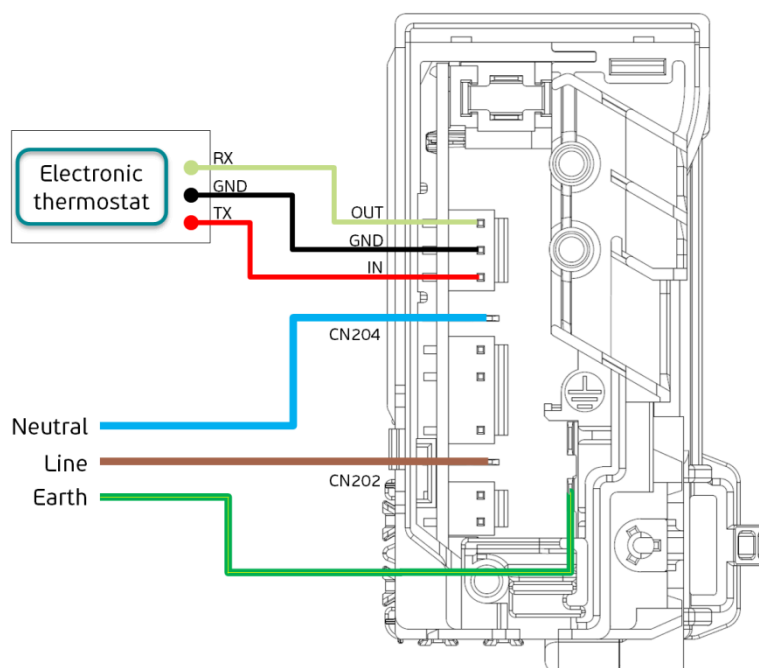 Electronic
thermostat
RX
GND
TX
OUT
GND
IN
CN204
Neutral
Line
CN202
Earth